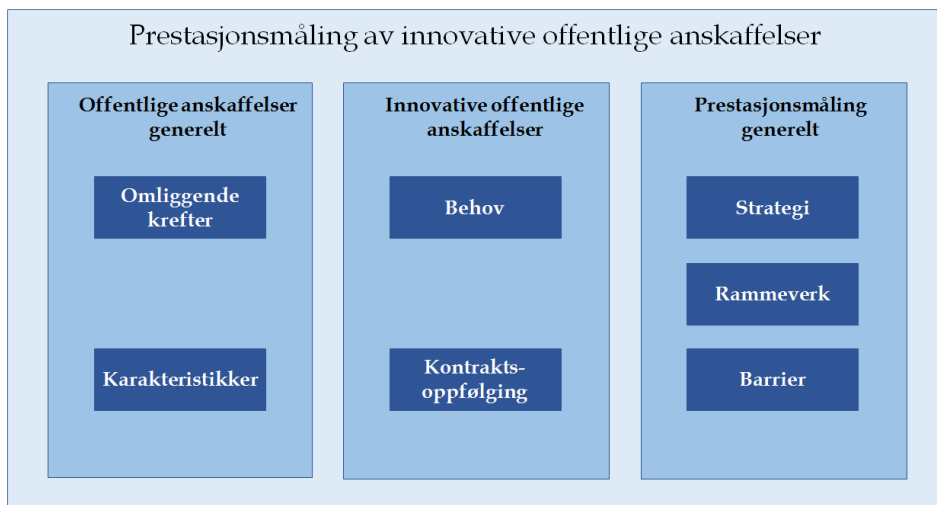 Prestasjonsmåling av innovative offentlige anskaffelser
Offentlige anskaffelser
generelt
Omliggende
krefter
Karakteristikker
Innovative offentlige
anskaffelser
Behov
Kontrakts-
oppfølging
Prestasjonsmåling
generelt
Strategi
Rammeverk
Barrier